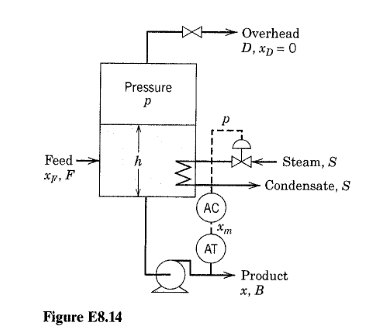 Overhead
D, x_D = 0
Pressure
p
p
Feed
x_F, F
h
Steam, S
Condensate, S
AC
x_m
AT
Product
x, B
Figure E8.14